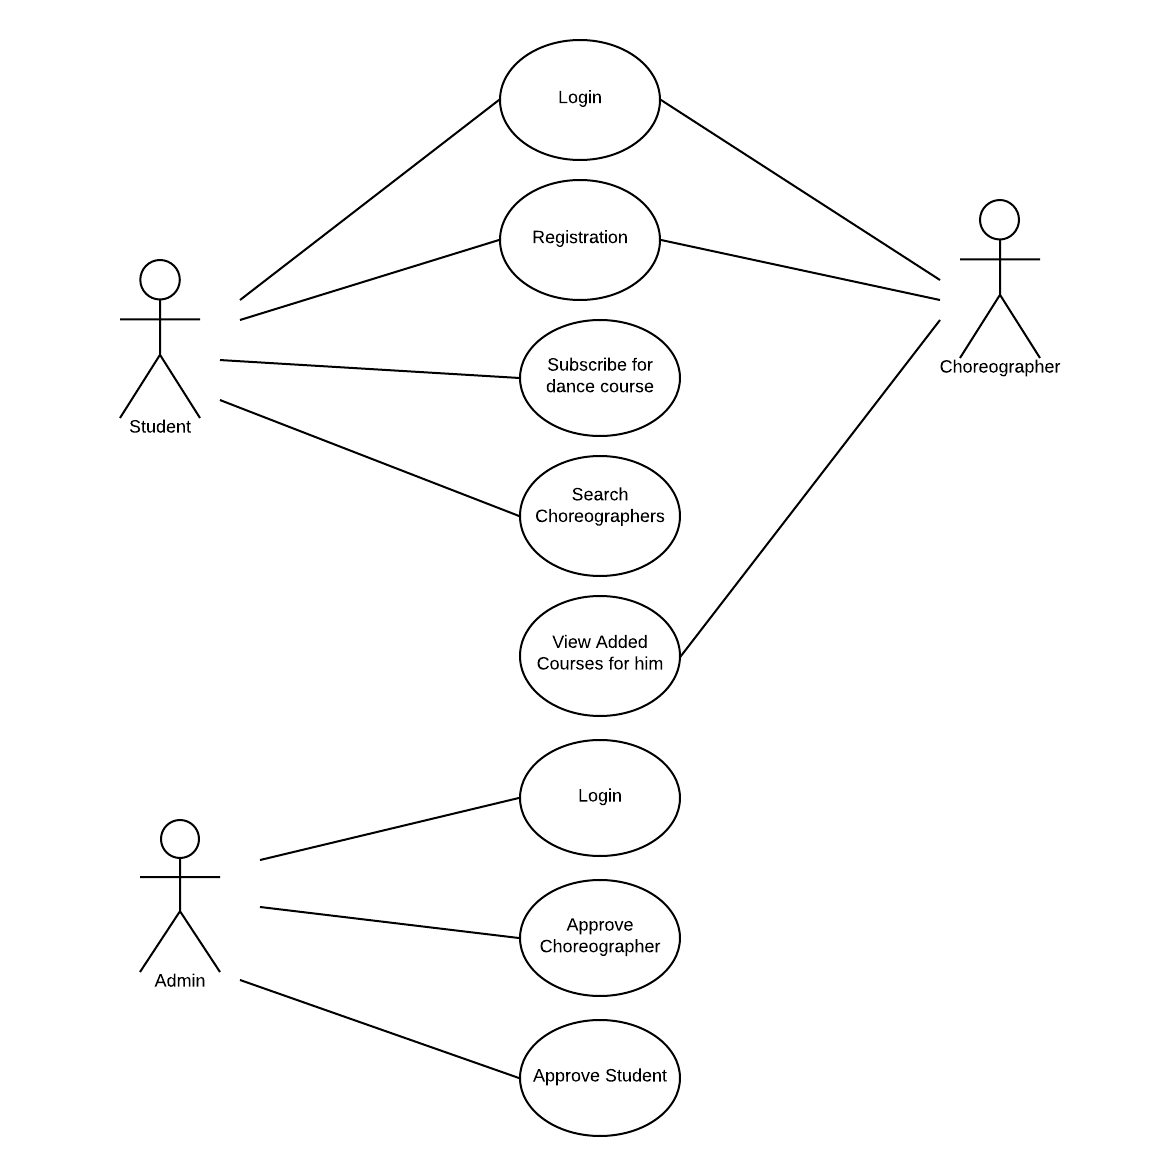 Login
Registration
Student
Choreographer
Subscribe for
dance course
Search
Choreographers
View Added
Courses for him
Login
Admin
Approve
Choreographer
Approve Student